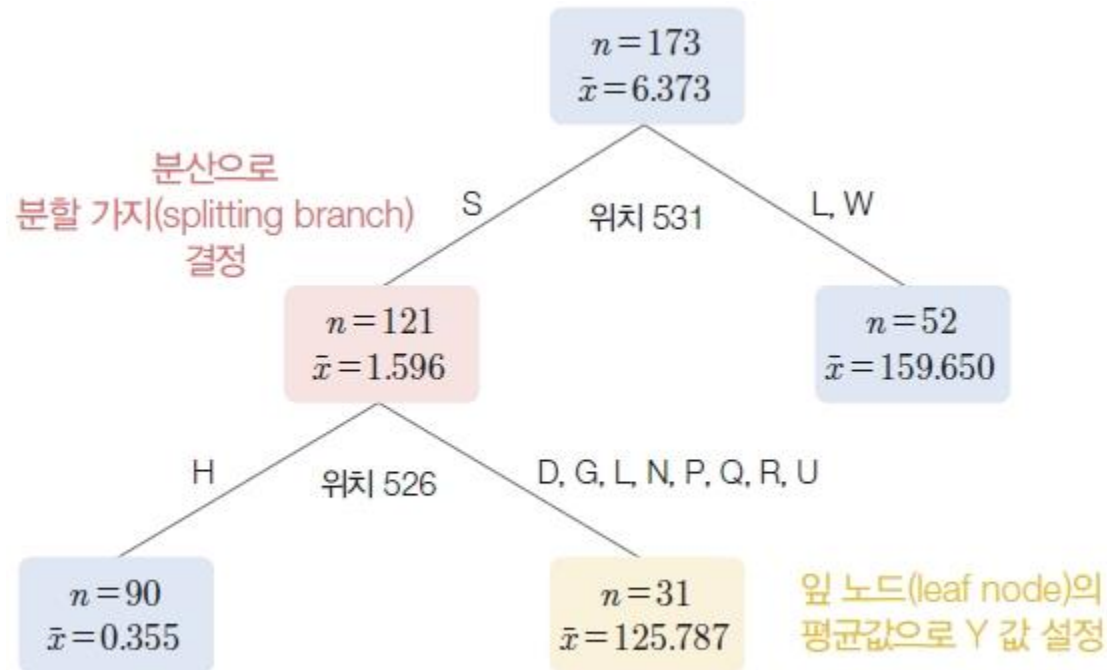 n=173
x̄=6.373
분산으로
분할 가지(splitting branch)
결정
S
위치 531
L, W
n=121
x̄=1.596
n=52
x̄=159.650
H
위치 526
D, G, L, N, P, Q, R, U
n=90
x̄=0.355
n=31
x̄=125.787
잎 노드(leaf node)의
평균값으로 Y 값 설정